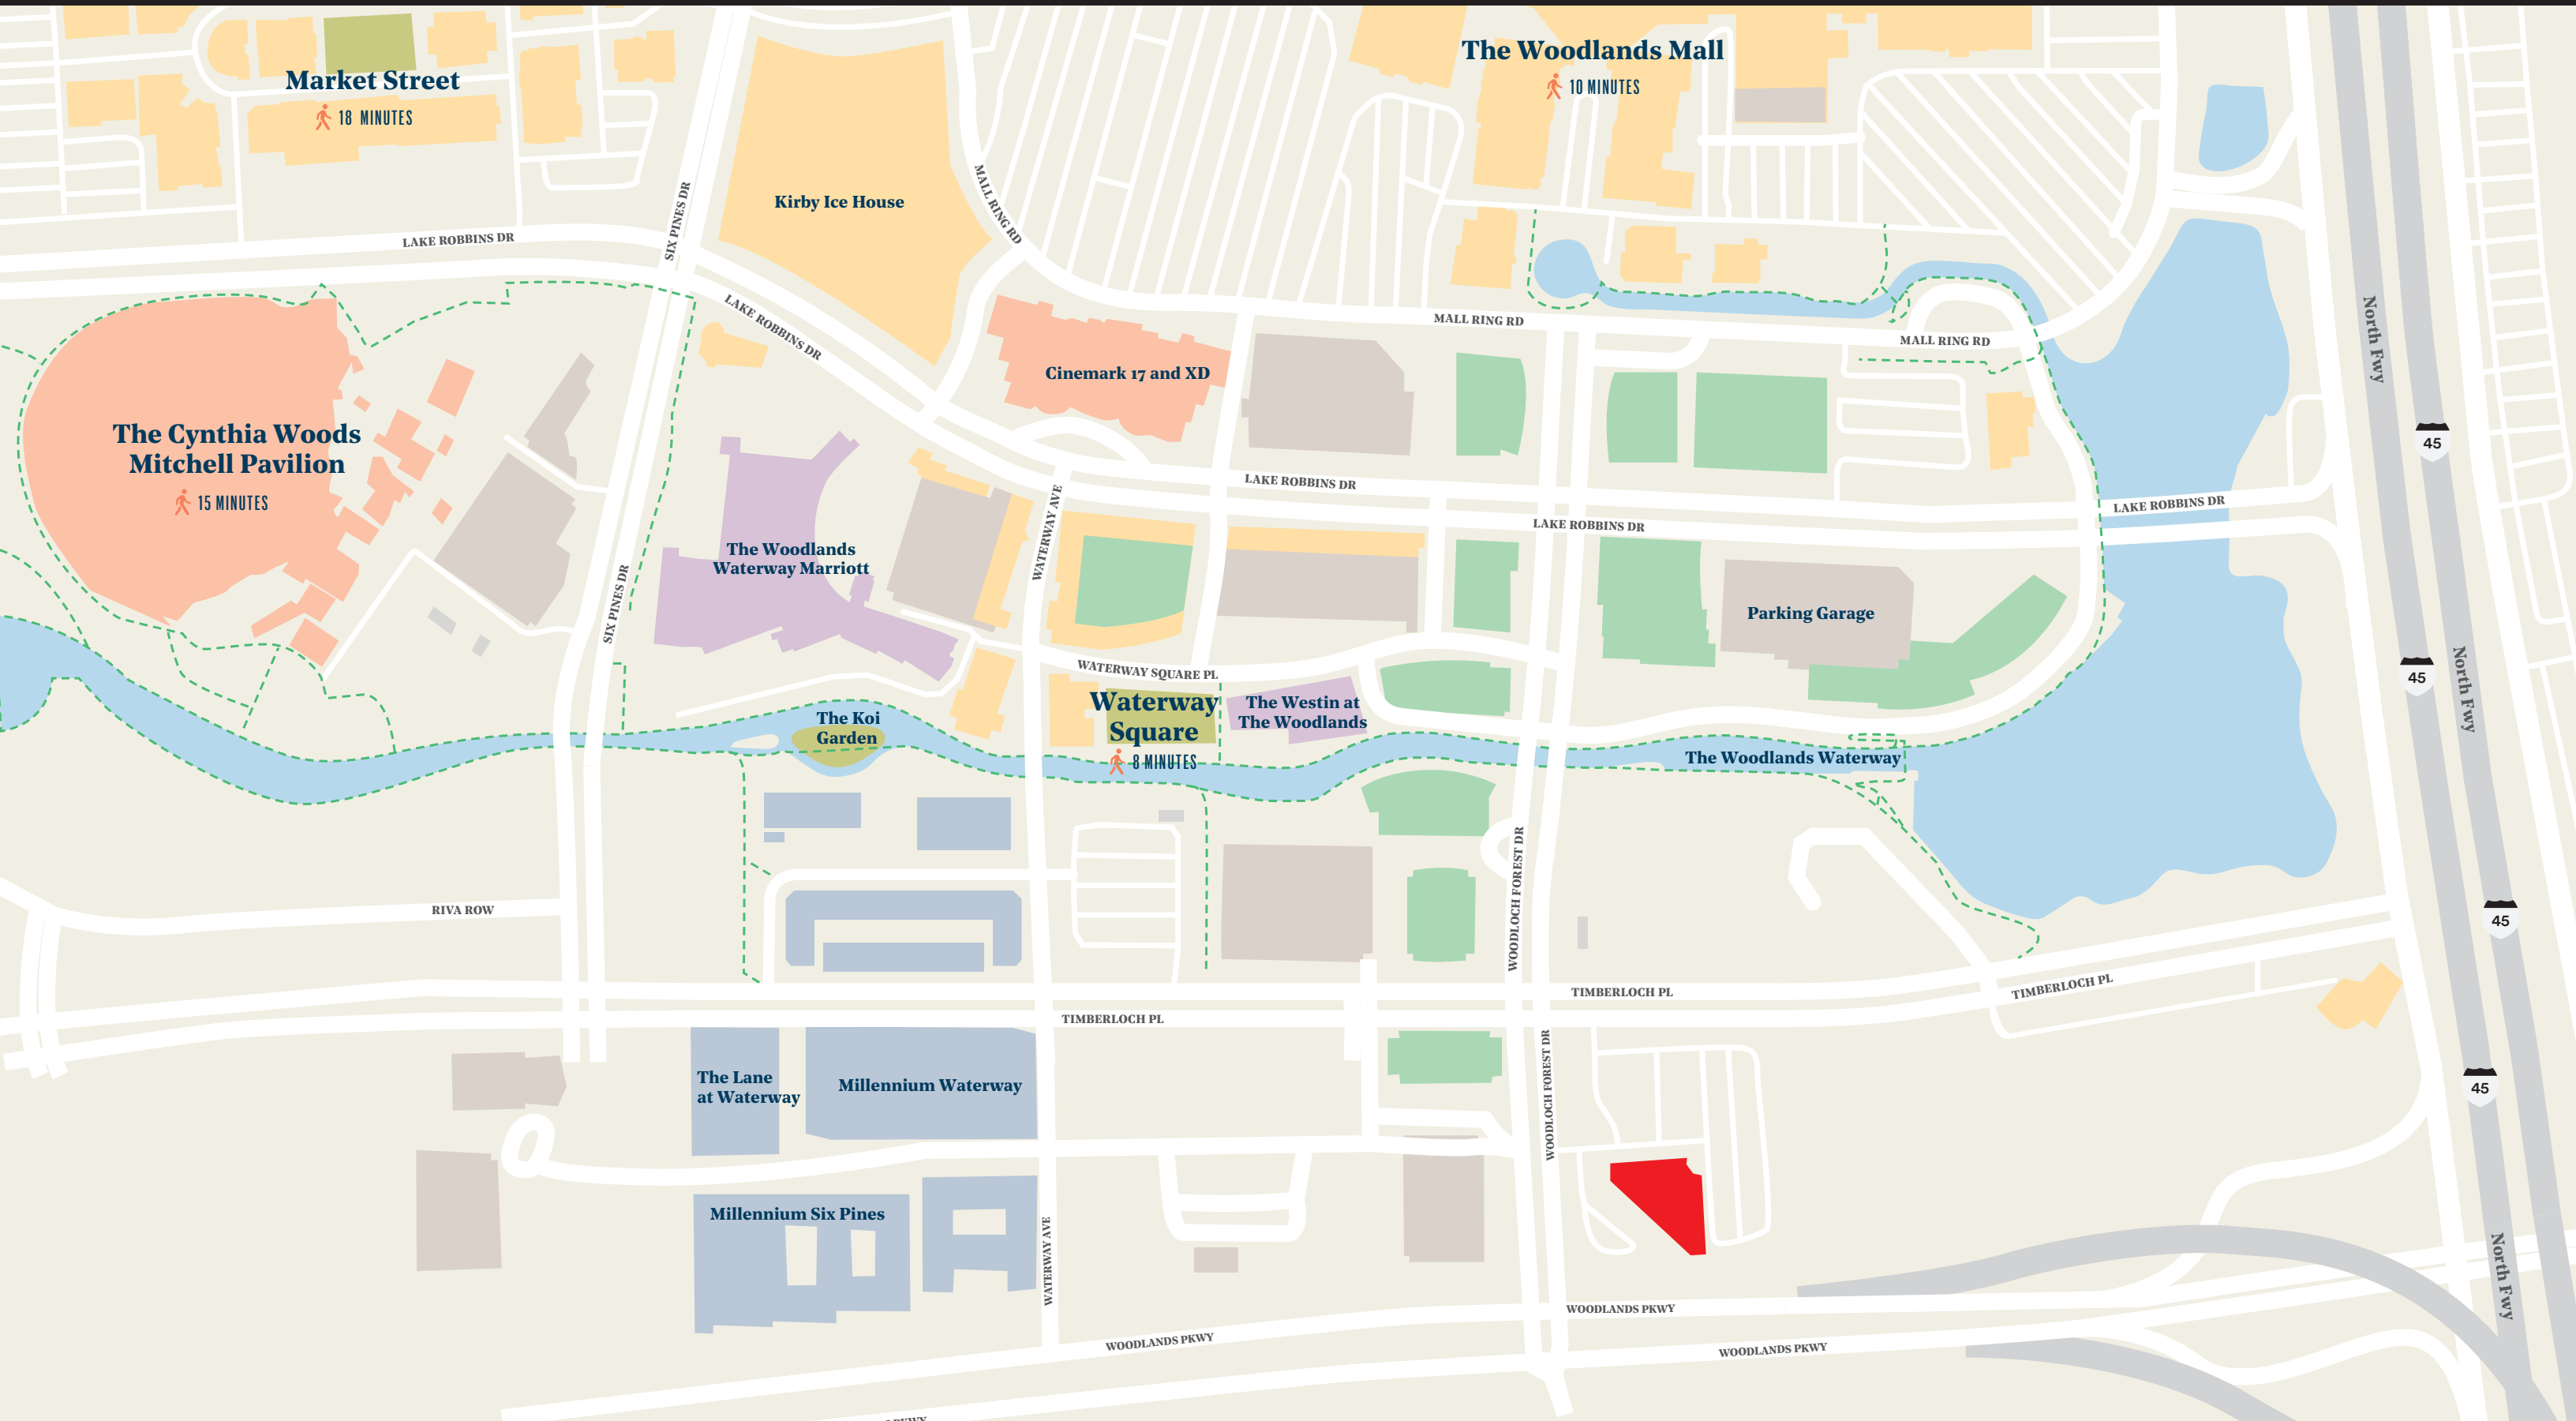 Market Street
18 MINUTES
The Woodlands Mall
10 MINUTES
Kirby Ice House
MALL RING RD
SIX PINES DR
LAKE ROBBINS DR
LAKE ROBBINS DR
MALL RING RD
MALL RING RD
North Fwy
Cinemark 17 and XD
The Cynthia Woods
Mitchell Pavilion
15 MINUTES
45
LAKE ROBBINS DR
LAKE ROBBINS DR
LAKE ROBBINS DR
WATERWAY AVE
The Woodlands
Waterway Marriott
SIX PINES DR
Parking Garage
WATERWAY SQUARE PL
45
North Fwy
Waterway
Square
8 MINUTES
The Westin at
The Woodlands
The Koi
Garden
The Woodlands Waterway
WOODLOCH FOREST DR
RIVA ROW
45
TIMBERLOCH PL
TIMBERLOCH PL
TIMBERLOCH PL
The Lane
at Waterway
Millennium Waterway
WOODLOCH FOREST DR
45
Millennium Six Pines
WATERWAY AVE
North Fwy
WOODLANDS PKWY
WOODLANDS PKWY
WOODLANDS PKWY